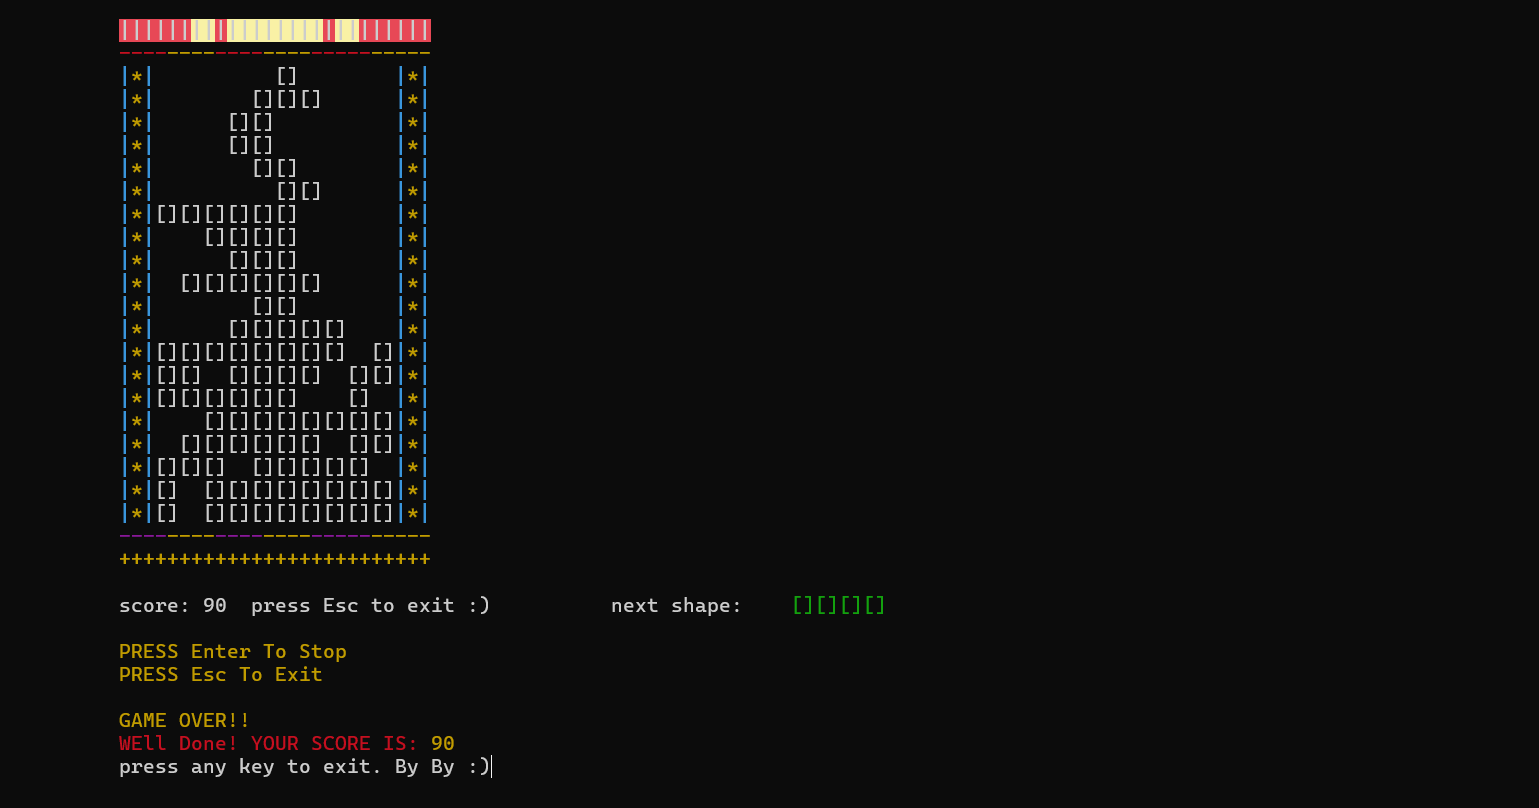 ||||||||||||||||||||||||||
--------------------------
|*|          []        |*|
|*|        [][][]      |*|
|*|      [][]          |*|
|*|      [][]          |*|
|*|        [][]        |*|
|*|          [][]      |*|
|*|[][][][][][]        |*|
|*|    [][][][]        |*|
|*|      [][][]        |*|
|*|  [][][][][][]      |*|
|*|        [][]        |*|
|*|      [][][][][]    |*|
|*|[][][][][][][][]  []|*|
|*|[][]  [][][][]  [][]|*|
|*|[][][][][][]    []  |*|
|*|    [][][][][][][][]|*|
|*|  [][][][][][]  [][]|*|
|*|[][][]  [][][][][]  |*|
|*|[]  [][][][][][][][]|*|
|*|[]  [][][][][][][][]|*|
--------------------------
++++++++++++++++++++++++++
score: 90  press Esc to exit :)          next shape:    [][][][]
PRESS Enter To Stop
PRESS Esc To Exit
GAME OVER!!
WEll Done! YOUR SCORE IS: 90
press any key to exit. By By :)